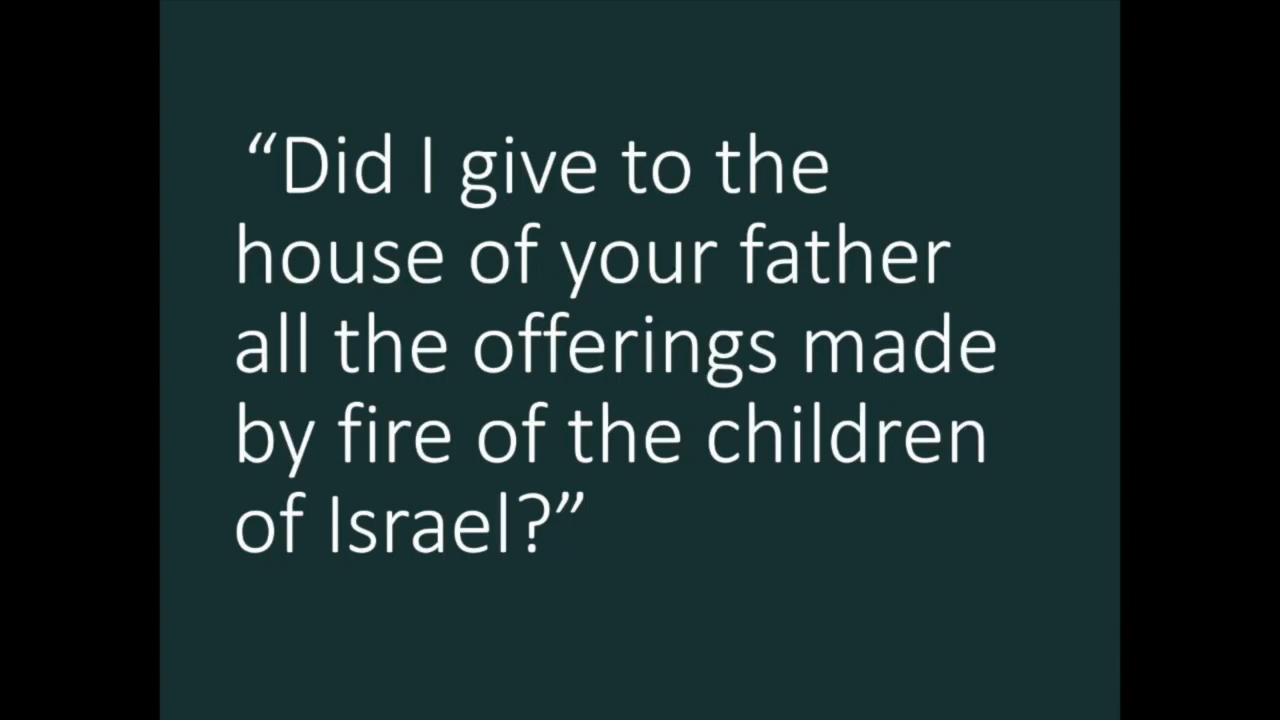 “Did I give to the
house of your father
all the offerings made
by fire of the children
of Israel?”